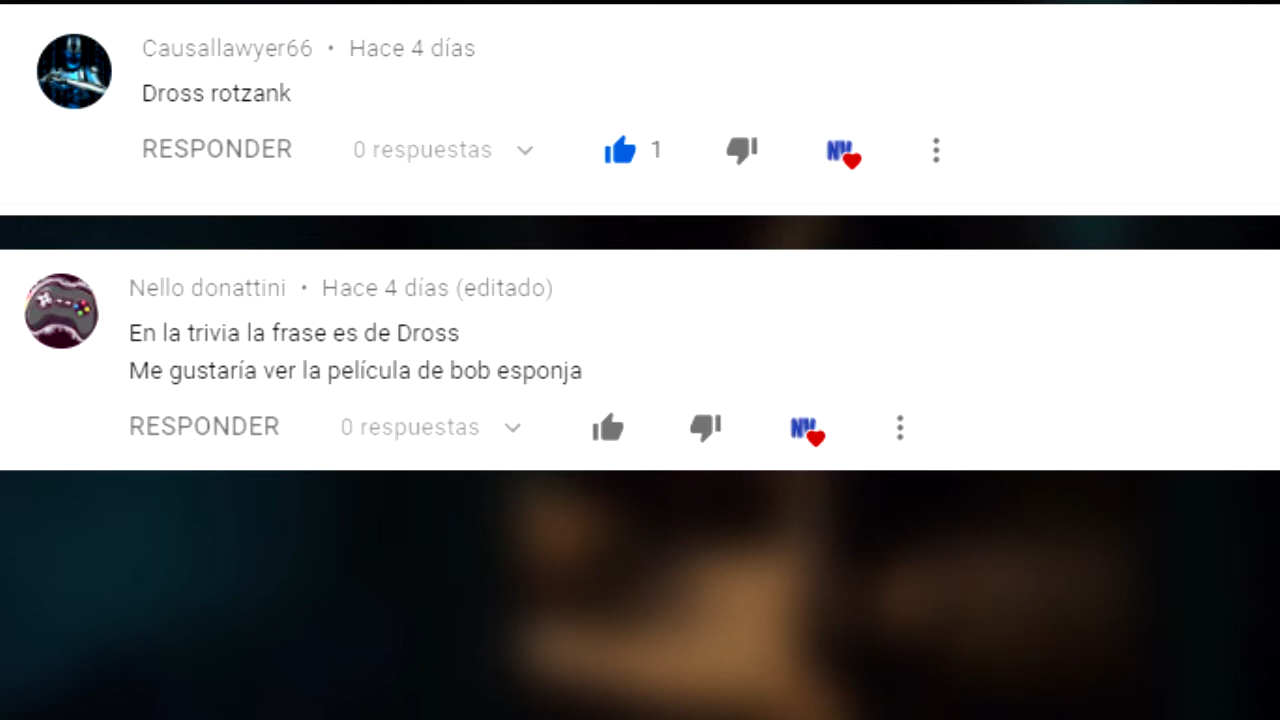 Causallawyer66 • Hace 4 días
Dross rotzank
RESPONDER 0 respuestas 1
Nello donattini • Hace 4 días (editado)
En la trivia la frase es de Dross
Me gustaría ver la película de bob esponja
RESPONDER 0 respuestas